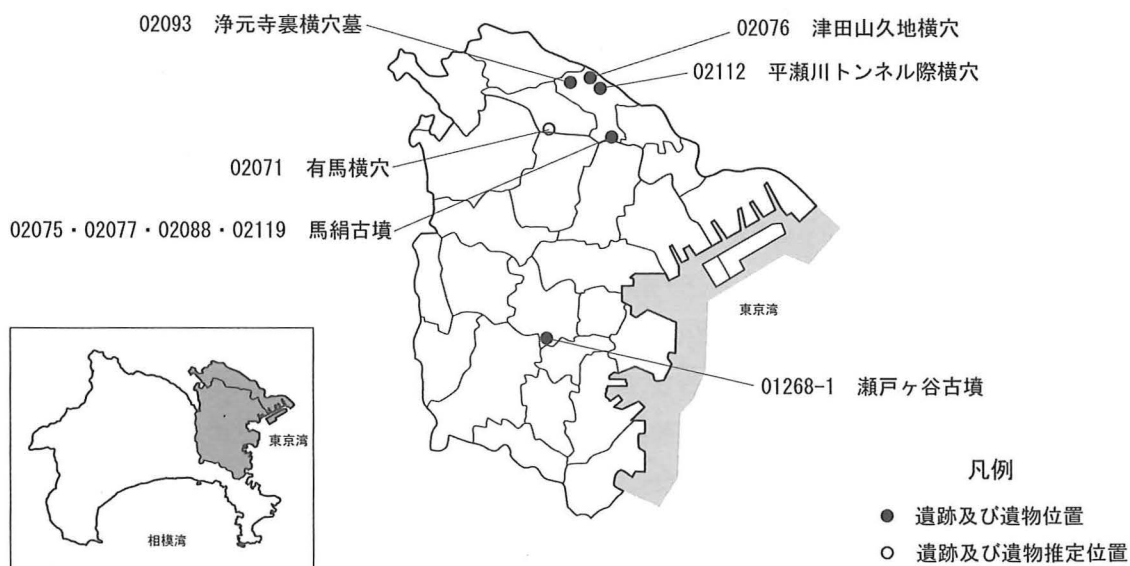 02093 浄元寺裏横穴墓
02076 津田山久地横穴
02112 平瀬川トンネル際横穴
02071 有馬横穴
02075・02077・02088・02119 馬絹古墳
東京湾
01268-1 瀬戸ヶ谷古墳
東京湾
相模湾
凡例
● 遺跡及び遺物位置
○ 遺跡及び遺物推定位置